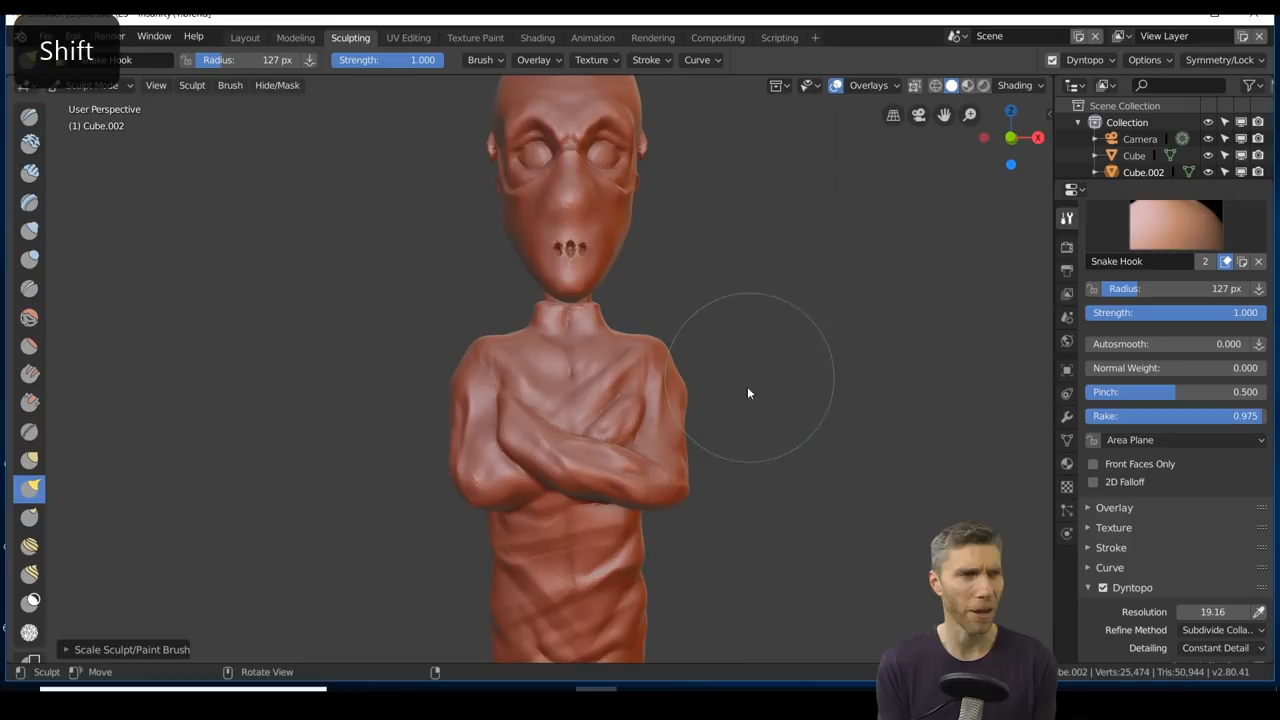 Shift
Window Help
Layout Modeling Sculpting UV Editing Texture Paint Shading Animation Rendering Compositing Scripting +
Scene
View Layer
Hook
Radius: 127 px
Strength: 1.000
Brush Overlay Texture Stroke Curve
Dyntopo Options Symmetry/Lock
Sculpt Mode View Sculpt Brush Hide/Mask
Overlays
Shading
User Perspective
(1) Cube.002
Z
X
Scene Collection
Collection
Camera
Cube
Cube.002
Snake Hook 2
Radius: 127 px
Strength: 1.000
Autosmooth: 0.000
Normal Weight: 0.000
Pinch: 0.500
Rake: 0.975
Area Plane
Front Faces Only
2D Falloff
Overlay
Texture
Stroke
Curve
Dyntopo
Resolution 19.16
Refine Method Subdivide Colla..
Detailing Constant Detail
Scale Sculpt/Paint Brush
Sculpt Move Rotate View
be.002 | Verts:25,474 | Tris:50,944 | v2.80.41